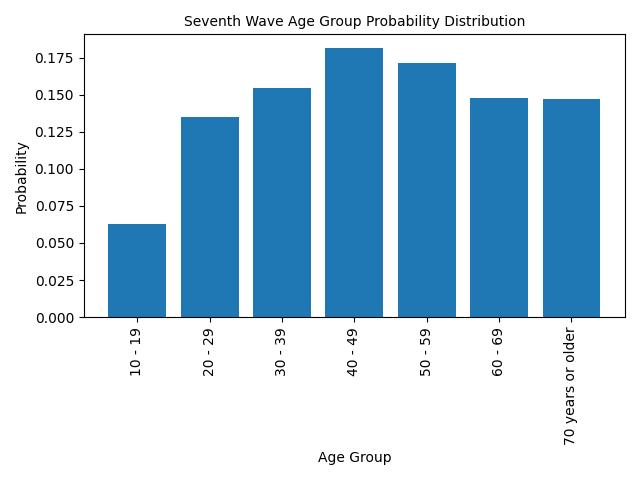 Seventh Wave Age Group Probability Distribution
Probability
0.175
0.150
0.125
0.100
0.075
0.050
0.025
0.000
10 - 19
20 - 29
30 - 39
40 - 49
50 - 59
60 - 69
70 years or older
Age Group